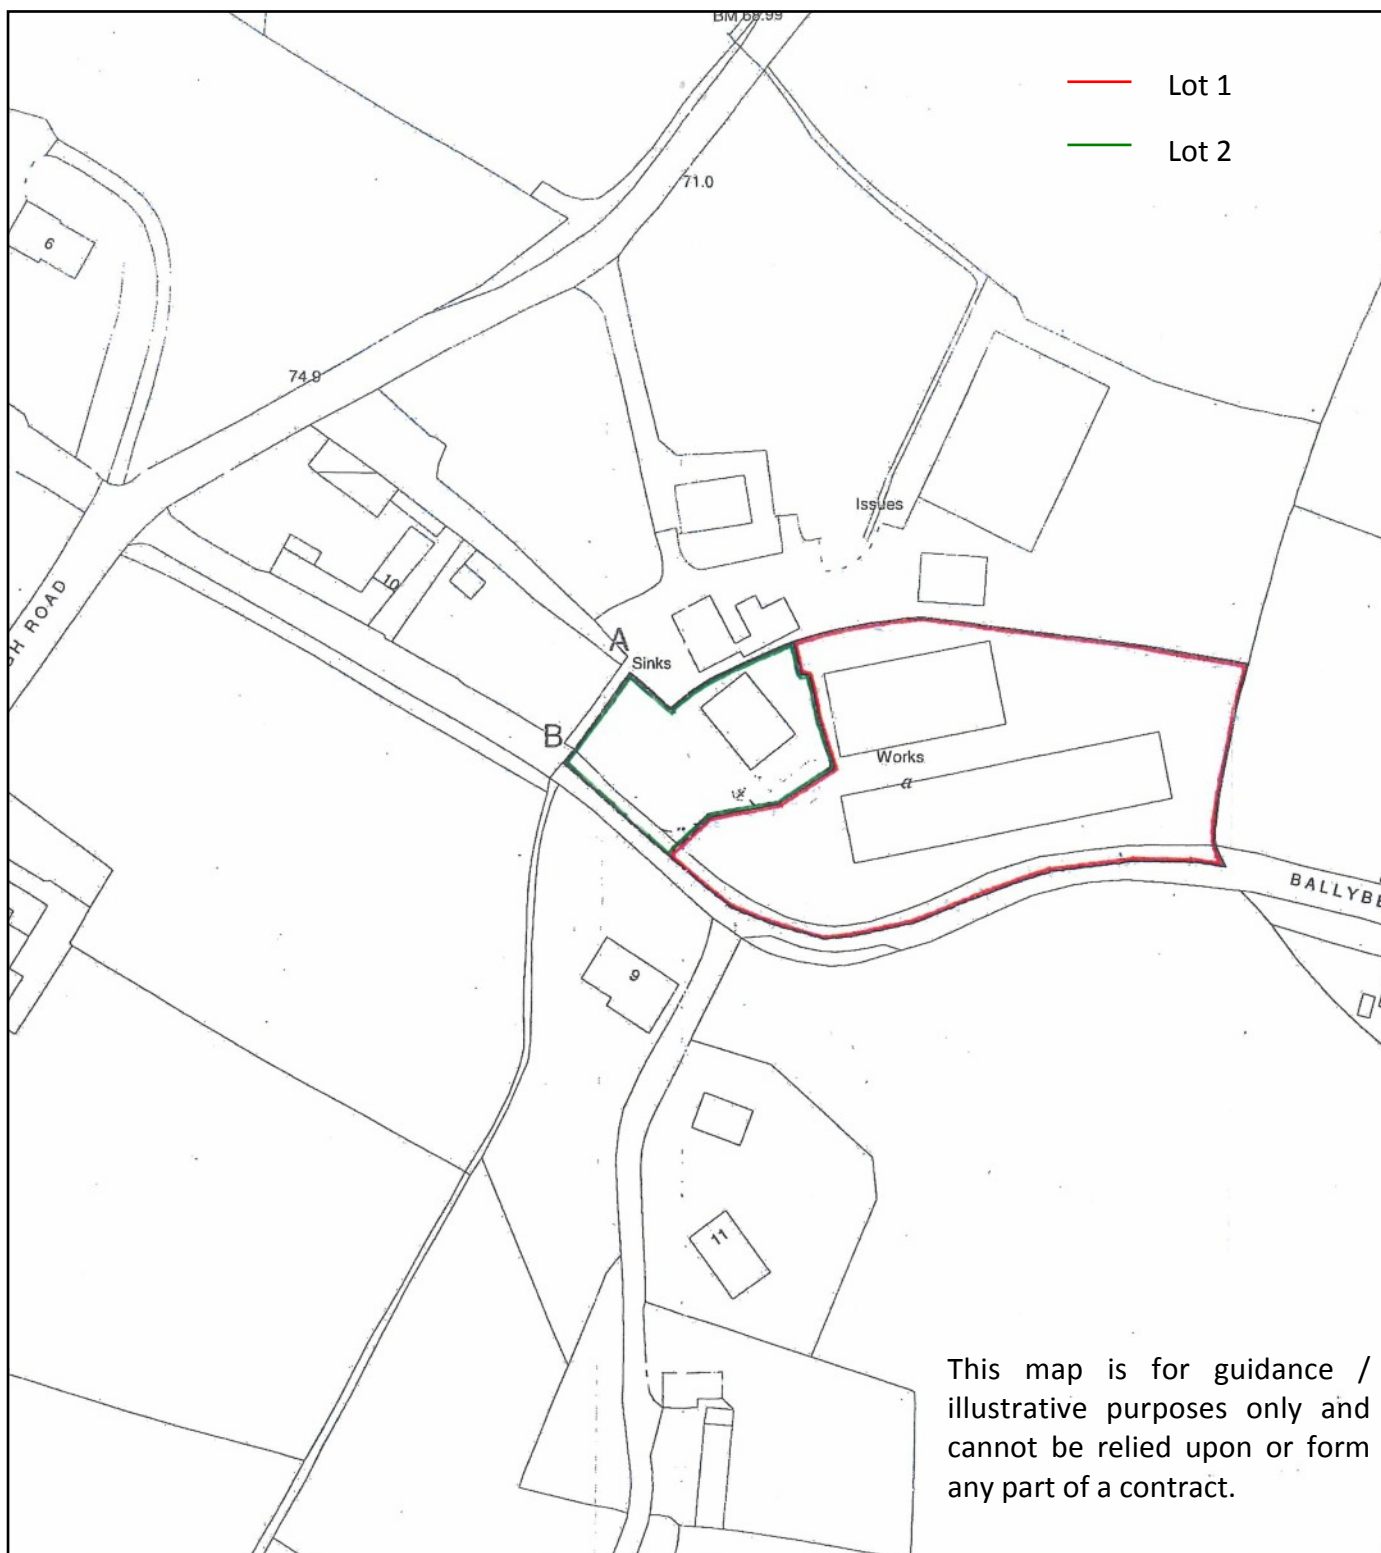 BM 68.99
Lot 1
Lot 2
71.0
6
74.9
Issues
10
GH ROAD
A
Sinks
B
Works
a
BALLYBE
9
11
This map is for guidance /
illustrative purposes only and
cannot be relied upon or form
any part of a contract.